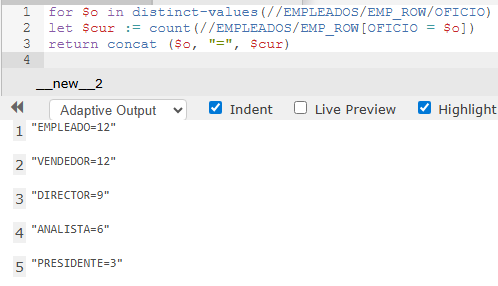 1 for $o in distinct-values(//EMPLEADOS/EMP_ROW/OFICIO)
2 let $cur := count(//EMPLEADOS/EMP_ROW[OFICIO = $o])
3 return concat ($o, "=", $cur)
4
__new__2
Adaptive Output Indent Live Preview Highlight
1 "EMPLEADO=12"
2 "VENDEDOR=12"
3 "DIRECTOR=9"
4 "ANALISTA=6"
5 "PRESIDENTE=3"